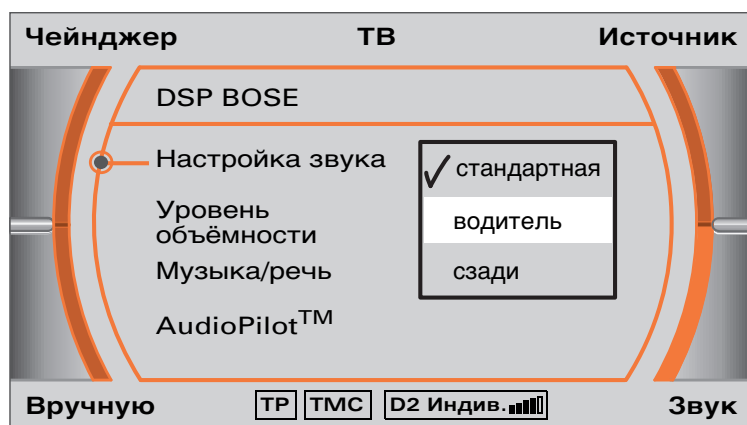 Чейнджер ТВ Источник
DSP BOSE
Настройка звука
стандартная
Уровень объёмности
водитель
Музыка/речь
сзади
AudioPilot™
Вручную TP TMC D2 Индив. Звук